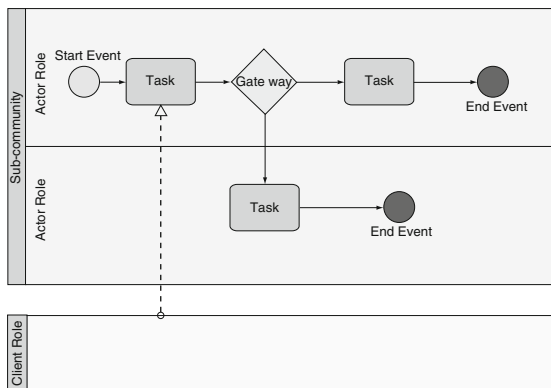 Sub-community
Actor Role
Start Event
Task
Gate way
Task
End Event
Actor Role
Task
End Event
Client Role